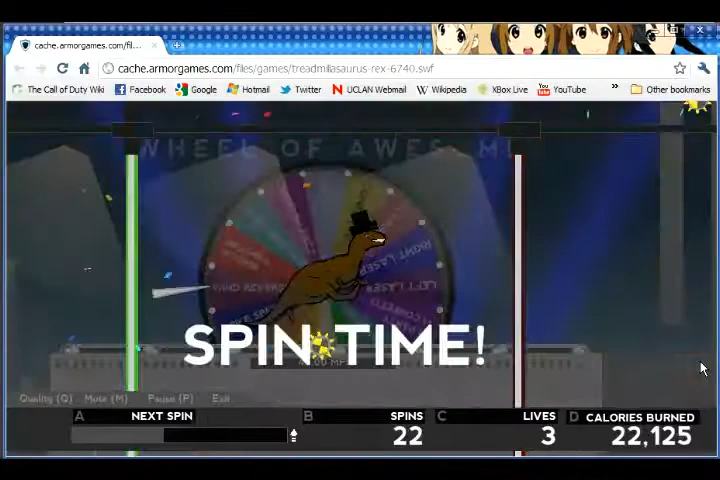 cache.armorgames.com/fil...
cache.armorgames.com/files/games/treadmillasaurus-rex-6740.swf
The Call of Duty Wiki Facebook Google Hotmail Twitter UCLAN Webmail Wikipedia XBox Live YouTube » Other bookmarks
WHEEL OF AWES M
RIGHT LASER
LEFT LASER
SPIN TIME!
Quality (Q) Mute (M) Pause (P) Exit
A NEXT SPIN B SPINS C LIVES D CALORIES BURNED
22 3 22,125